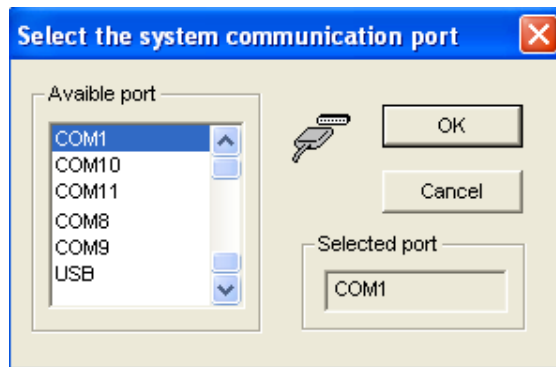 Select the system communication port
Avaible port
COM1
COM10
COM11
COM8
COM9
USB
OK
Cancel
Selected port
COM1